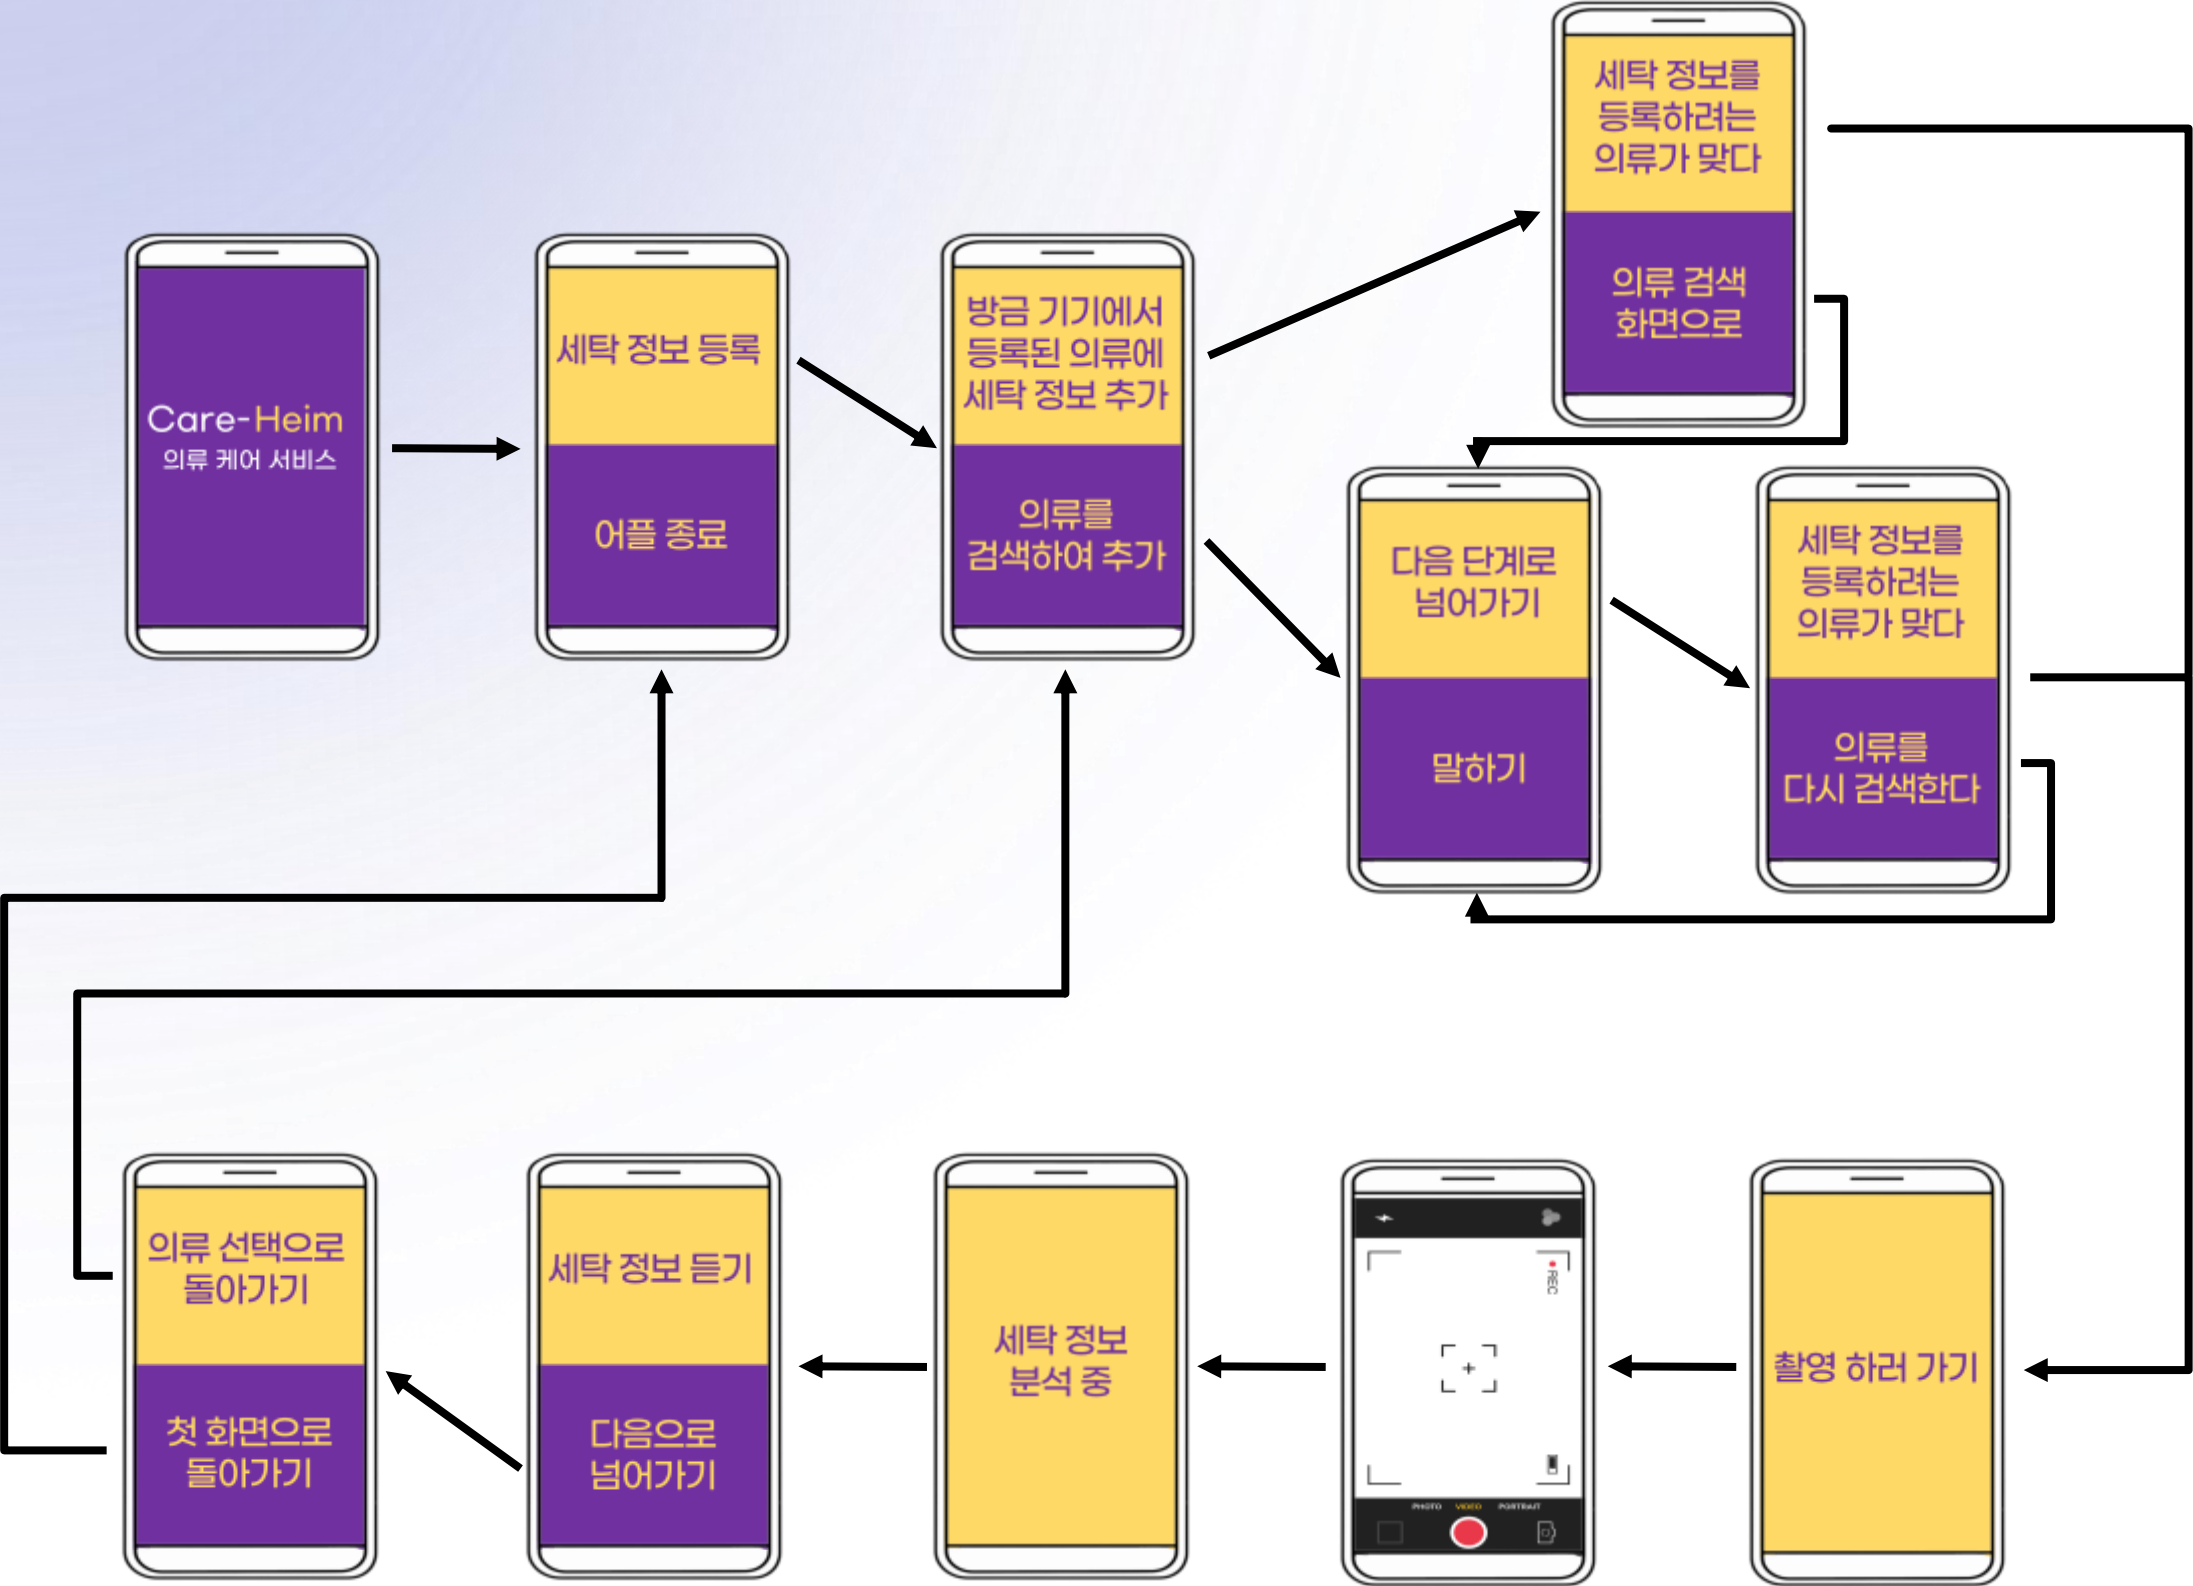 Care-Heim
의류 케어 서비스
세탁 정보 등록
어플 종료
방금 기기에서
등록된 의류에
세탁 정보 추가
의류를
검색하여 추가
세탁 정보를
등록하려는
의류가 맞다
의류 검색
화면으로
다음 단계로
넘어가기
말하기
세탁 정보를
등록하려는
의류가 맞다
의류를
다시 검색한다
촬영 하러 가기
REC
PHOTO VIDEO PORTRAIT
세탁 정보
분석 중
세탁 정보 듣기
다음으로
넘어가기
의류 선택으로
돌아가기
첫 화면으로
돌아가기